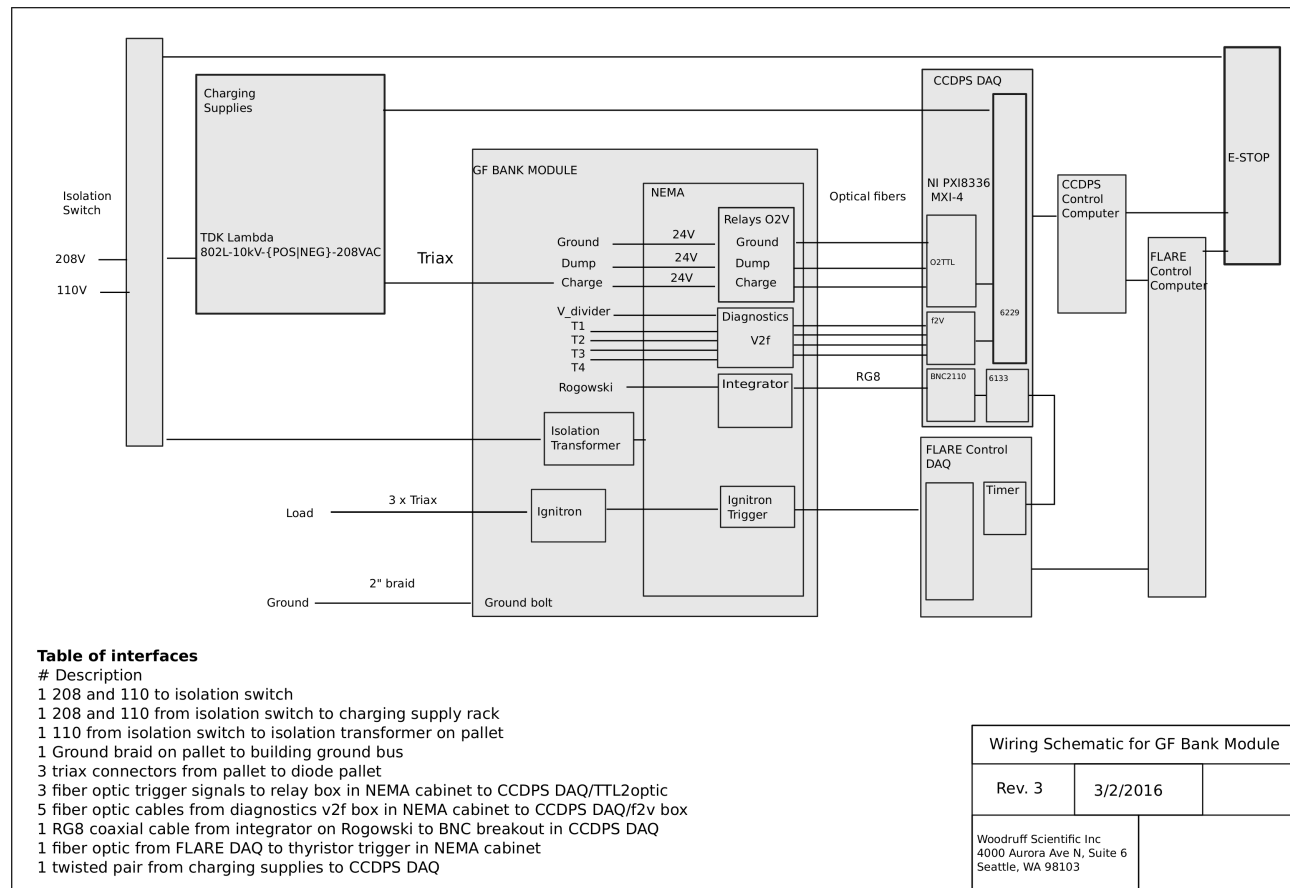 Charging
Supplies
TDK Lambda
802L-10kV-{POS|NEG}-208VAC
Isolation
Switch
208V
110V
Triax
GF BANK MODULE
NEMA
Relays O2V
Ground
Dump
Charge
24V
24V
24V
Ground
Dump
Charge
V_divider
T1
T2
T3
T4
Diagnostics
V2f
Rogowski
Integrator
Isolation
Transformer
Ignitron
Ignitron
Trigger
Load
3 x Triax
Ground
2" braid
Ground bolt
Optical fibers
RG8
CCDPS DAQ
NI PXI8336
MXI-4
O2TTL
6229
f2V
BNC2110
6133
FLARE Control
DAQ
Timer
CCDPS
Control
Computer
FLARE
Control
Computer
E-STOP
Table of interfaces
# Description
1 208 and 110 to isolation switch
1 208 and 110 from isolation switch to charging supply rack
1 110 from isolation switch to isolation transformer on pallet
1 Ground braid on pallet to building ground bus
3 triax connectors from pallet to diode pallet
3 fiber optic trigger signals to relay box in NEMA cabinet to CCDPS DAQ/TTL2optic
5 fiber optic cables from diagnostics v2f box in NEMA cabinet to CCDPS DAQ/f2v box
1 RG8 coaxial cable from integrator on Rogowski to BNC breakout in CCDPS DAQ
1 fiber optic from FLARE DAQ to thyristor trigger in NEMA cabinet
1 twisted pair from charging supplies to CCDPS DAQ
Wiring Schematic for GF Bank Module
Rev. 3
3/2/2016
Woodruff Scientific Inc
4000 Aurora Ave N, Suite 6
Seattle, WA 98103